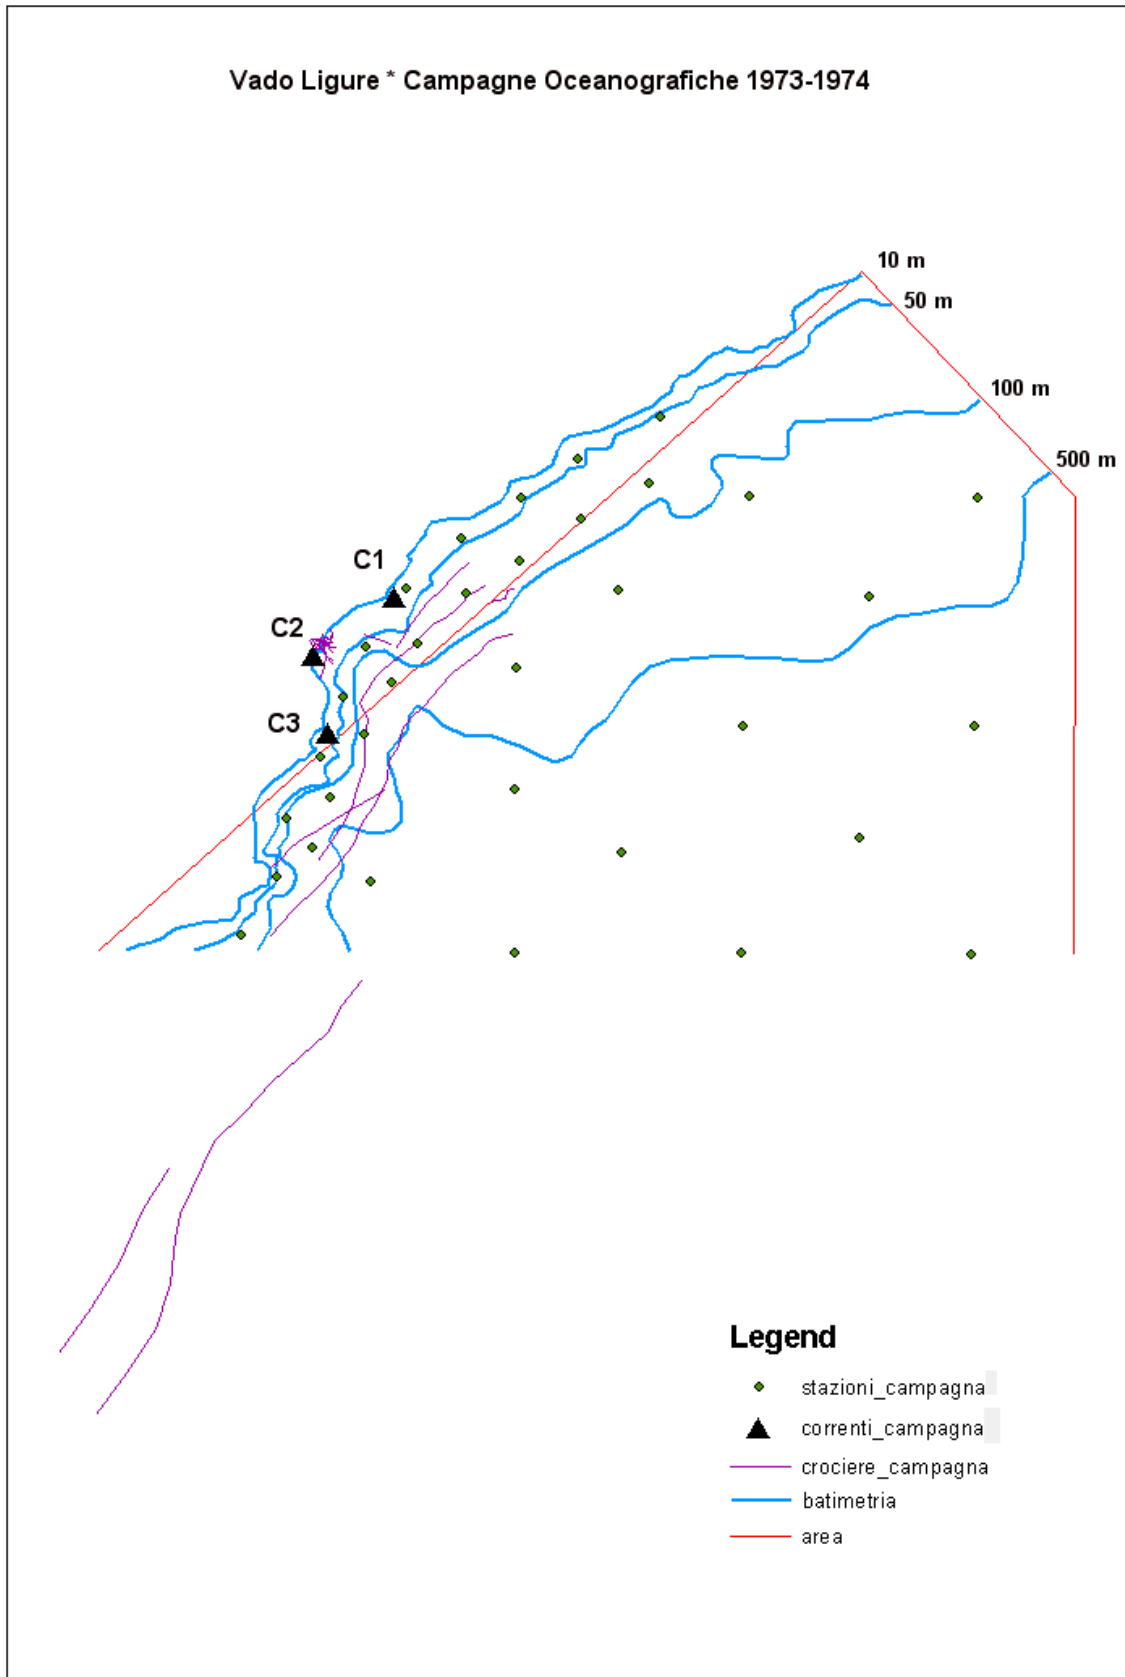 Vado Ligure * Campagne Oceanografiche 1973-1974
10 m
50 m
100 m
500 m
C1
C2
C3
Legend
stazioni_campagna
correnti_campagna
crociere_campagna
batimetria
area